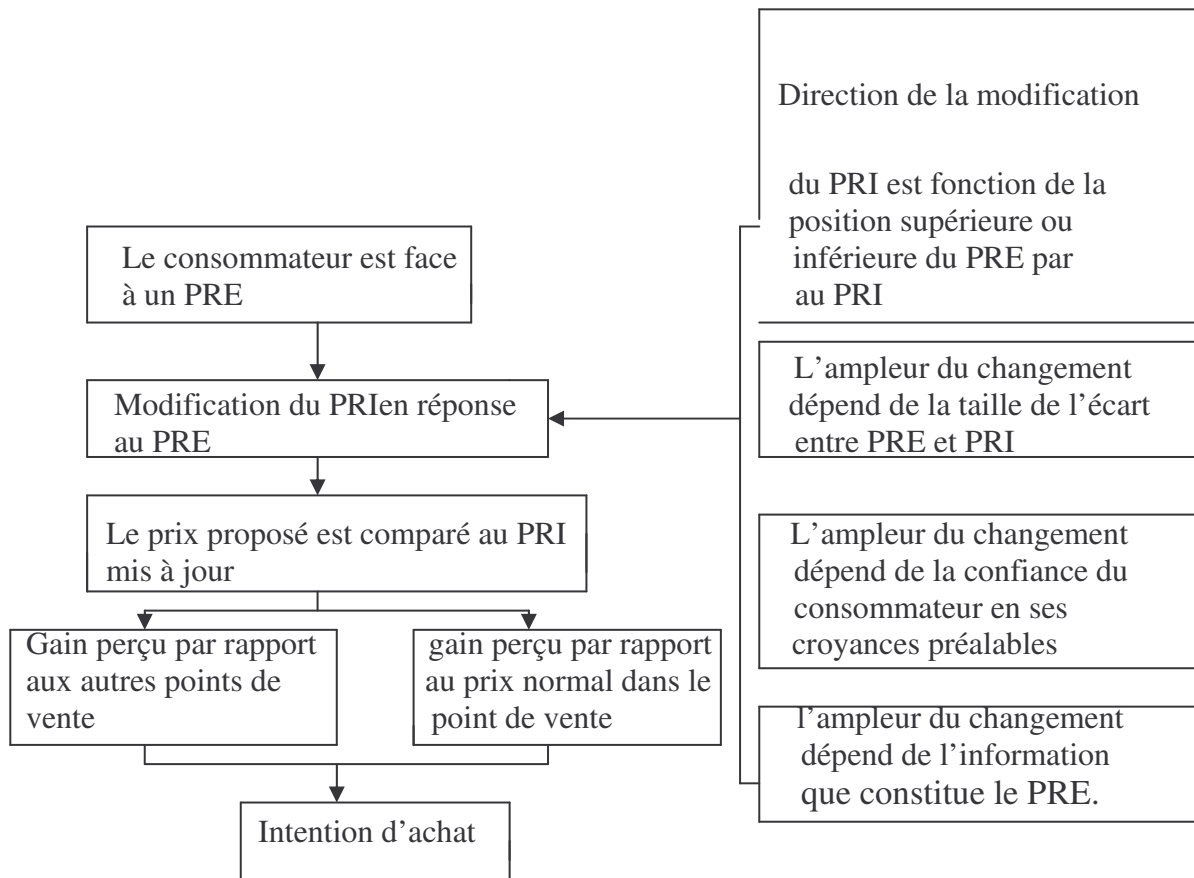 Le consommateur est face
à un PRE
Modification du PRIen réponse
au PRE
Le prix proposé est comparé au PRI
mis à jour
Gain perçu par rapport
aux autres points de
vente
gain perçu par rapport
au prix normal dans le
point de vente
Intention d'achat
Direction de la modification
du PRI est fonction de la
position supérieure ou
inférieure du PRE par
au PRI
L'ampleur du changement
dépend de la taille de l'écart
entre PRE et PRI
L'ampleur du changement
dépend de la confiance du
consommateur en ses
croyances préalables
l'ampleur du changement
dépend de l'information
que constitue le PRE.